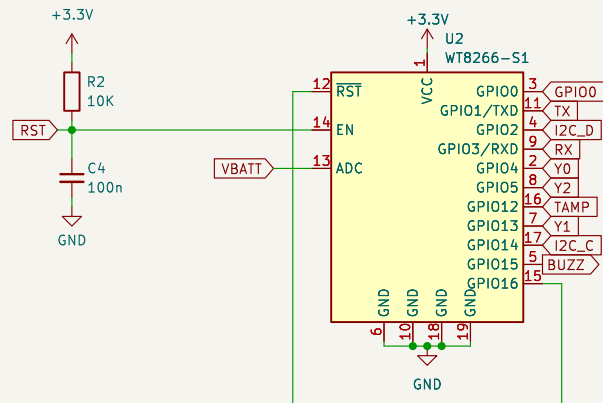 +3.3V
R2
10K
RST
C4
100n
GND
+3.3V
U2
WT8266-S1
1
VCC
12 RST
14 EN
VBATT 13 ADC
GPIO0 3 GPIO0
GPIO1/TXD 11 TX
GPIO2 4 I2C_D
GPIO3/RXD 9 RX
GPIO4 2 Y0
GPIO5 8 Y2
GPIO12 16 TAMP
GPIO13 7 Y1
GPIO14 17 I2C_C
GPIO15 5 BUZZ
GPIO16 15
GND GND GND GND
6 10 18 19
GND